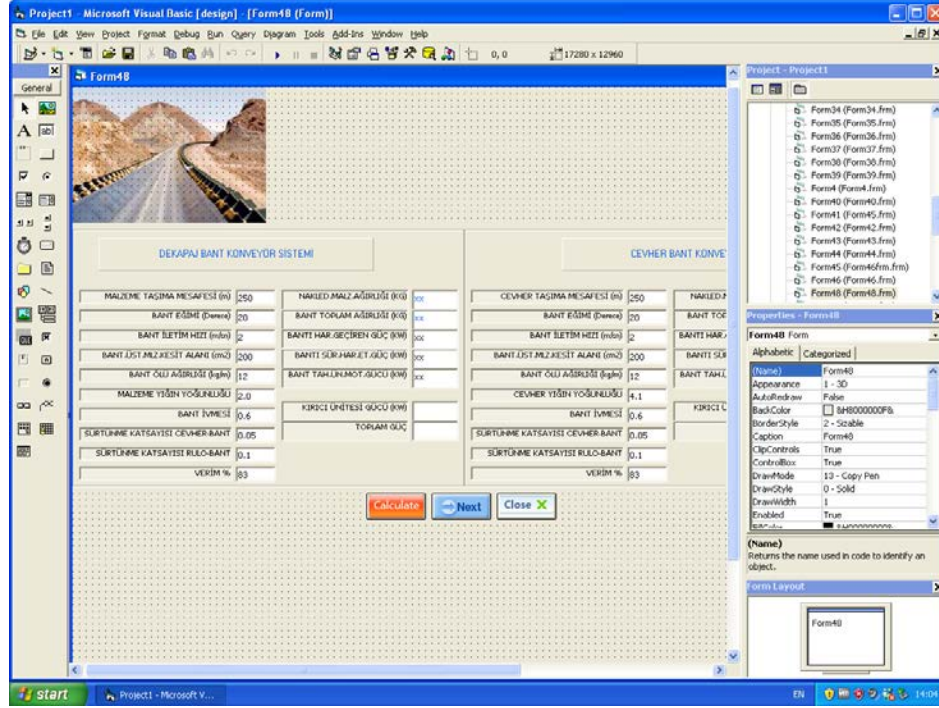 Project1 - Microsoft Visual Basic [design] - [Form48 (Form)]
File Edit View Project Format Debug Run Query Diagram Tools Add-Ins Window Help
0, 0 17280 x 12960
General
Form48
DEKAPAJ BANT KONVEYÖR SİSTEMİ
MALZEME TAŞIMA MESAFESİ (m) 250
BANT EĞİMİ (Derece) 20
BANT İLETİM HIZI (m/sn) 2
BANT.ÜST.MLZ.KESİT ALANI (cm2) 200
BANT ÖLÜ AĞIRLIĞI (kg/m) 12
MALZEME YIĞIN YOĞUNLUĞU 2.0
BANT İVMESİ 0.6
SÜRTÜNME KATSAYISI CEVHER-BANT 0.05
SÜRTÜNME KATSAYISI RULO-BANT 0.1
VERİM % 83
NAKLED.MALZ.AĞIRLIĞI (KG) xx
BANT TOPLAM AĞIRLIĞI (KG) xx
BANTI HAR.GEÇİREN GÜÇ (KW) xx
BANTI SÜR.HAR.ET.GÜÇ (KW) xx
BANT TAH.ÜN.MOT.GÜCÜ (KW) xx
KIRICI ÜNİTESİ GÜCÜ (KW)
TOPLAM GÜÇ
CEVHER BANT KONVE
CEVHER TAŞIMA MESAFESİ (m) 250
BANT EĞİMİ (Derece) 20
BANT İLETİM HIZI (m/sn) 2
BANT.ÜST.MLZ.KESİT ALANI (cm2) 200
BANT ÖLÜ AĞIRLIĞI (kg/m) 12
CEVHER YIĞIN YOĞUNLUĞU 4.1
BANT İVMESİ 0.6
SÜRTÜNME KATSAYISI CEVHER-BANT 0.05
SÜRTÜNME KATSAYISI RULO-BANT 0.1
VERİM % 83
NAKLED.M
BANT TOP
BANTI HAR.
BANTI SÜR
BANT TAH.Ü
KIRICI Ü
Calculate Next Close
Project - Project1
Form34 (Form34.frm)
Form35 (Form35.frm)
Form36 (Form36.frm)
Form37 (Form37.frm)
Form38 (Form38.frm)
Form39 (Form39.frm)
Form4 (Form4.frm)
Form40 (Form40.frm)
Form41 (Form45.frm)
Form42 (Form42.frm)
Form43 (Form43.frm)
Form44 (Form44.frm)
Form45 (Form46frm.frm)
Form46 (Form46.frm)
Form48 (Form48.frm)
Properties - Form48
Form48 Form
Alphabetic Categorized
(Name) Form48
Appearance 1 - 3D
AutoRedraw False
BackColor &H8000000F&
BorderStyle 2 - Sizable
Caption Form48
ClipControls True
ControlBox True
DrawMode 13 - Copy Pen
DrawStyle 0 - Solid
DrawWidth 1
Enabled True
(Name)
Returns the name used in code to identify an
object.
Form Layout
Form48
start Project1 - Microsoft V... EN 14:04